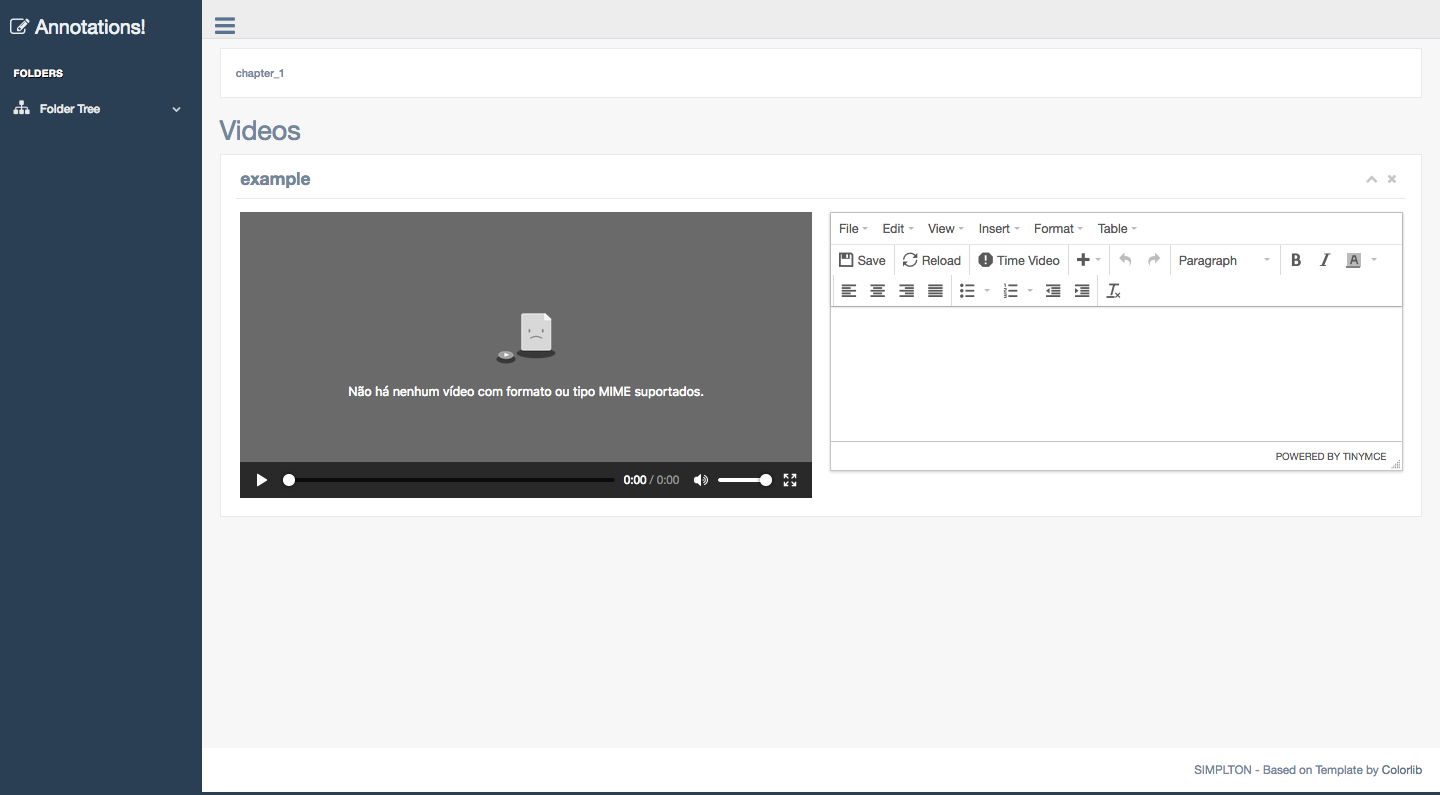 Annotations!
FOLDERS
Folder Tree
chapter_1
Videos
example
Não há nenhum vídeo com formato ou tipo MIME suportados.
0:00 / 0:00
File Edit View Insert Format Table
Save Reload Time Video Paragraph B I A
POWERED BY TINYMCE
SIMPLTON - Based on Template by Colorlib